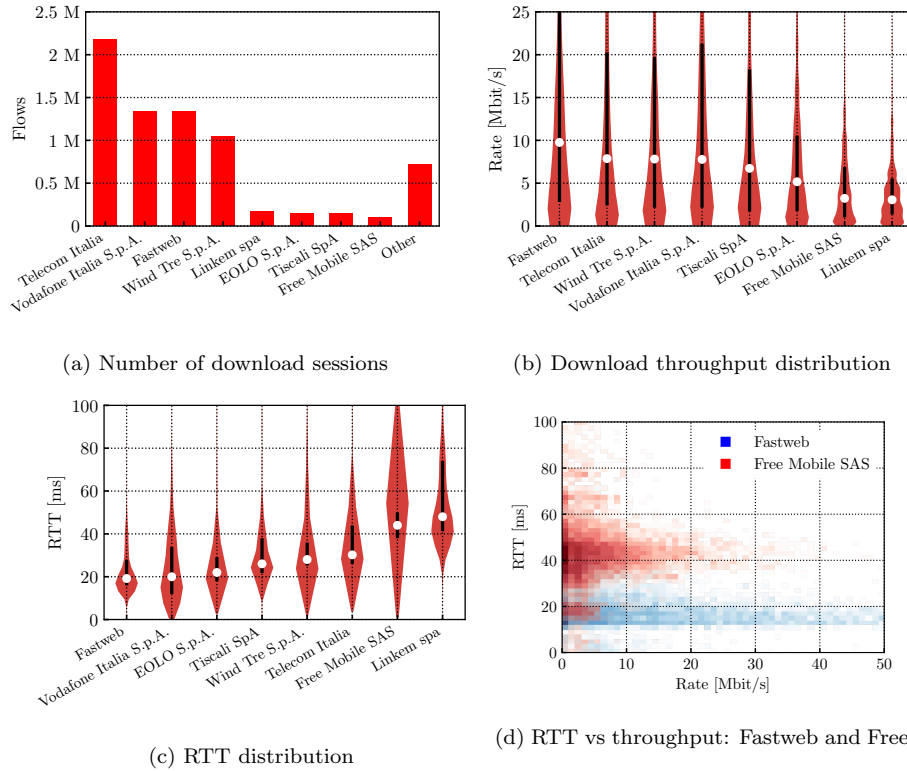 2.5 M
2 M
1.5 M
1 M
0.5 M
0
Flows
Telecom Italia
Vodafone Italia S.p.A.
Fastweb
Wind Tre S.p.A.
Linkem spa
EOLO S.p.A.
Tiscali SpA
Free Mobile SAS
Other
(a) Number of download sessions
25
20
15
10
5
0
Rate [Mbit/s]
Fastweb
Telecom Italia
Wind Tre S.p.A.
Vodafone Italia S.p.A.
Tiscali SpA
EOLO S.p.A.
Free Mobile SAS
Linkem spa
(b) Download throughput distribution
100
80
60
40
20
0
RTT [ms]
Fastweb
Vodafone Italia S.p.A.
EOLO S.p.A.
Tiscali SpA
Wind Tre S.p.A.
Telecom Italia
Free Mobile SAS
Linkem spa
(c) RTT distribution
100
80
60
40
20
0
RTT [ms]
Fastweb
Free Mobile SAS
0 10 20 30 40 50
Rate [Mbit/s]
(d) RTT vs throughput: Fastweb and Free